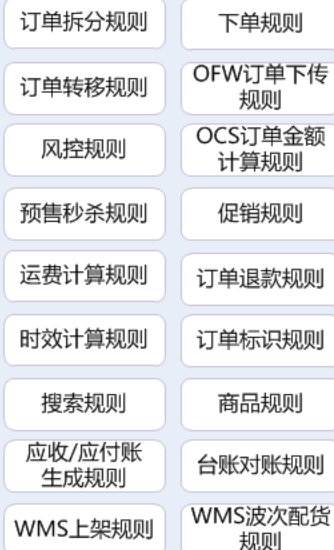 订单拆分规则
下单规则
订单转移规则
OFW订单下传
规则
风控规则
OCS订单金额
计算规则
预售秒杀规则
促销规则
运费计算规则
订单退款规则
时效计算规则
订单标识规则
搜索规则
商品规则
应收/应付账
生成规则
台账对账规则
WMS上架规则
WMS波次配货
规则